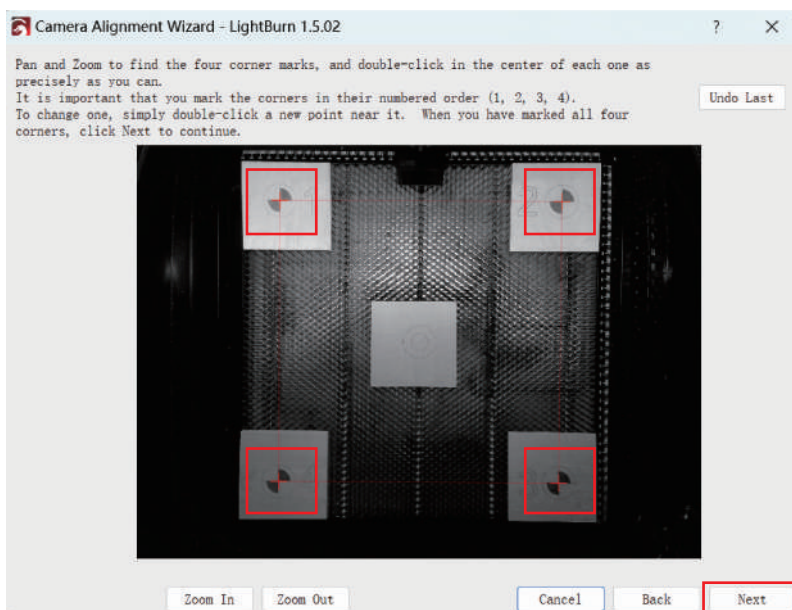 Camera Alignment Wizard - LightBurn 1.5.02
Pan and Zoom to find the four corner marks, and double-click in the center of each one as
precisely as you can.
It is important that you mark the corners in their numbered order (1, 2, 3, 4).
To change one, simply double-click a new point near it. When you have marked all four
corners, click Next to continue.
Undo Last
2
Zoom In
Zoom Out
Cancel
Back
Next